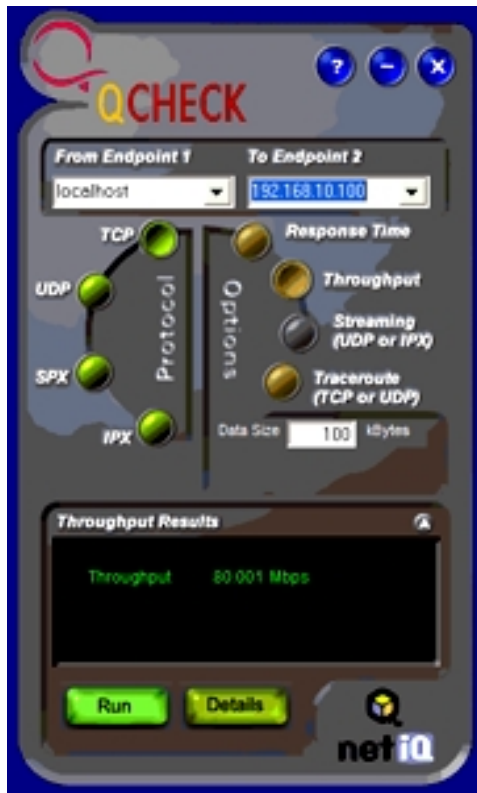 ?
QCHECK
From Endpoint 1 To Endpoint 2
localhost 192.168.10.100
TCP Response Time
UDP Throughput
Protocol Options
Streaming
(UDP or IPX)
SPX Traceroute
(TCP or UDP)
IPX Data Size 100 kBytes
Throughput Results
Throughput 80.001 Mbps
Run Details
Q
netiQ